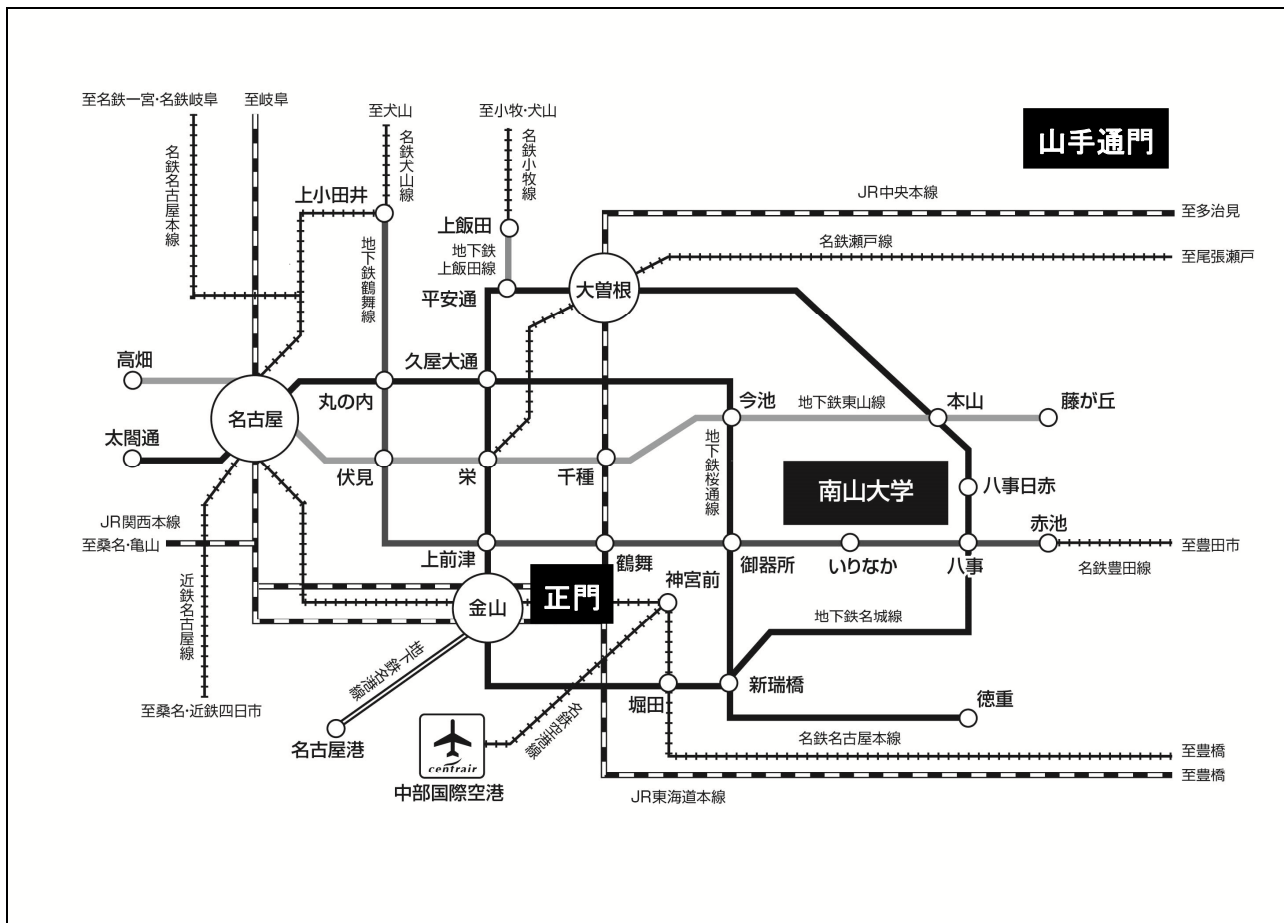 至名鉄一宮・名鉄岐阜
至岐阜
至犬山
至小牧・犬山
山手通門
名鉄名古屋本線
名鉄犬山線
名鉄小牧線
JR中央本線
至多治見
上小田井
上飯田
名鉄瀬戸線
至尾張瀬戸
地下鉄鶴舞線
地下鉄
上飯田線
平安通
大曽根
高畑
久屋大通
名古屋
丸の内
今池
地下鉄東山線
本山
藤が丘
太閤通
地下鉄桜通線
伏見
栄
千種
南山大学
八事日赤
JR関西本線
至桑名・亀山
赤池
至豊田市
上前津
鶴舞
御器所
いりなか
八事
名鉄豊田線
近鉄名古屋線
金山
正門
神宮前
地下鉄名城線
地下鉄名港線
至桑名・近鉄四日市
堀田
新瑞橋
徳重
名古屋港
centrair
名鉄空港線
名鉄名古屋本線
至豊橋
中部国際空港
JR東海道本線
至豊橋